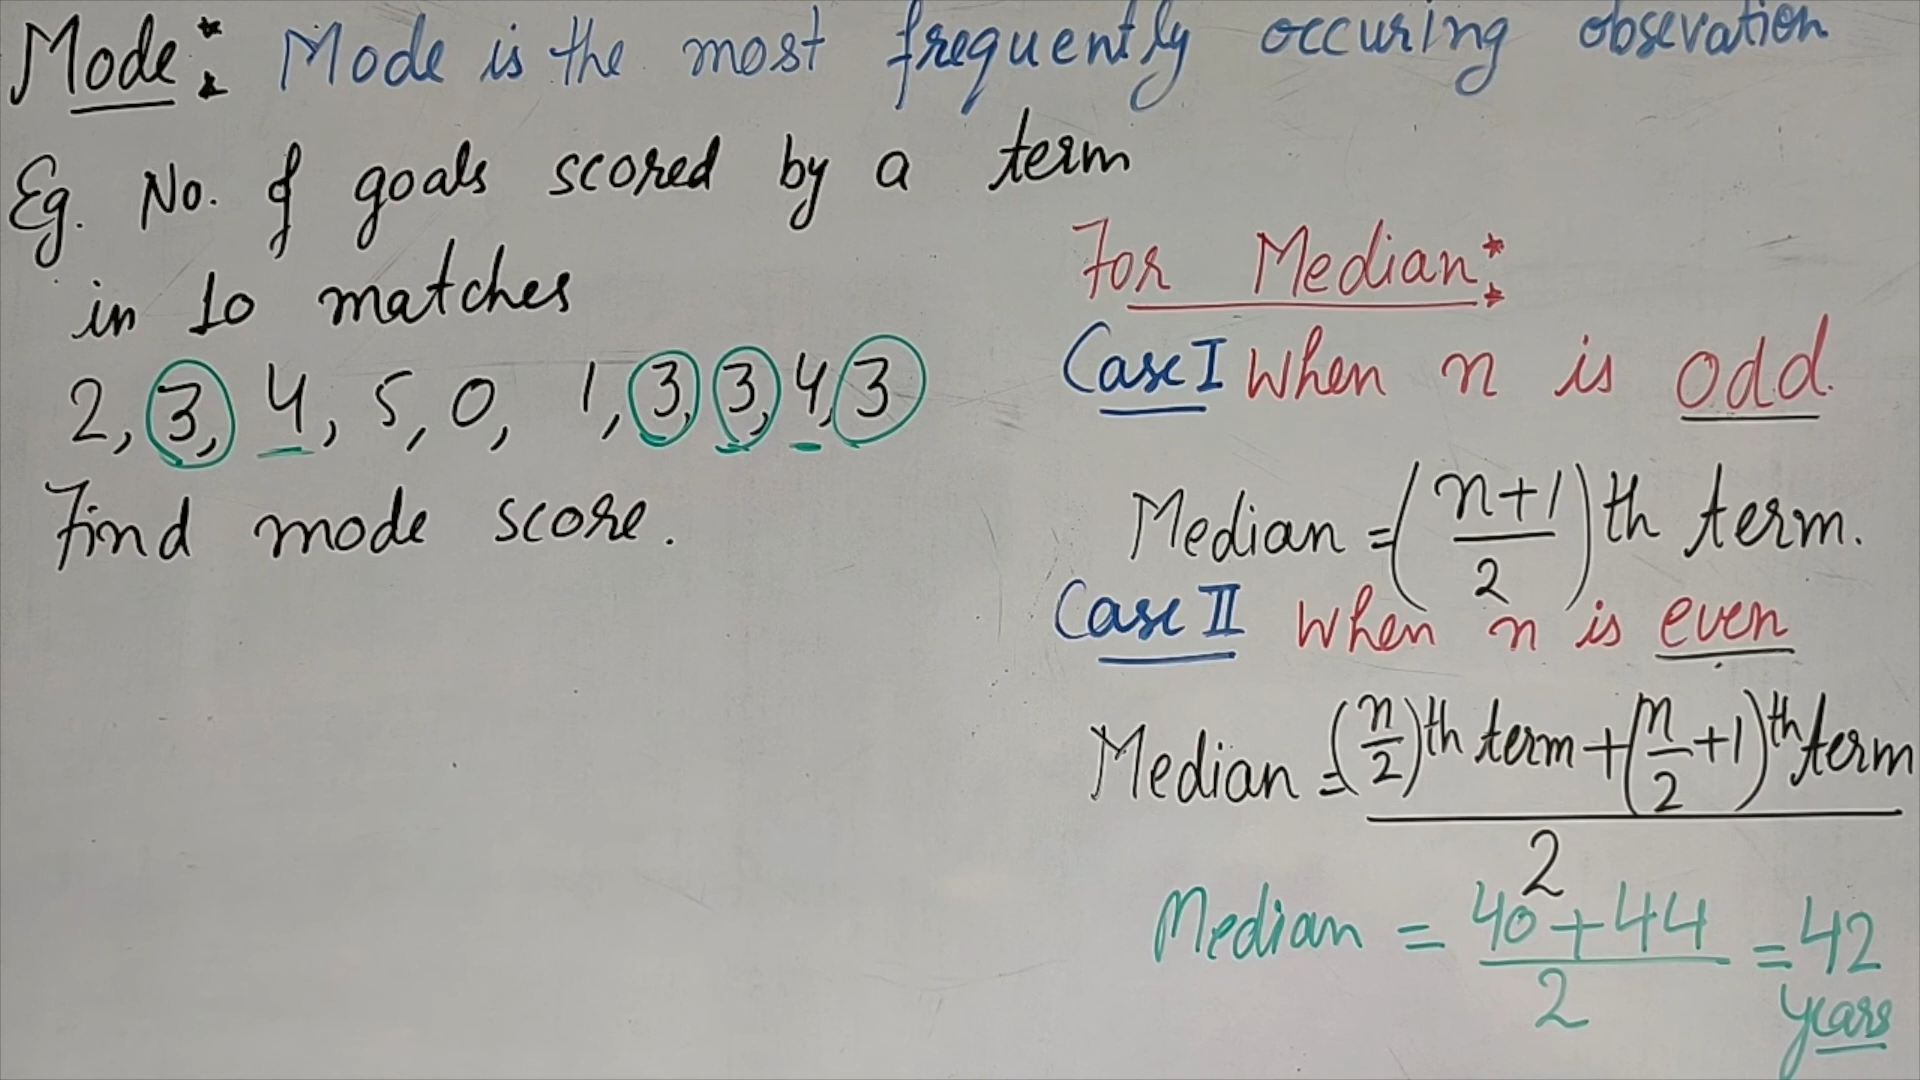 Mode: Mode is the most frequently occuring obsevation
Eg. No. of goals scored by a term
in 10 matches
2, 3, 4, 5, 0, 1, 3, 3, 4, 3
Find mode score.
For Median:
Case I When n is odd.
Median = (n+1/2)th term.
Case II When n is even
Median = (n/2)th term + (n/2 + 1)th term
2
Median = 40+44/2 = 42
years